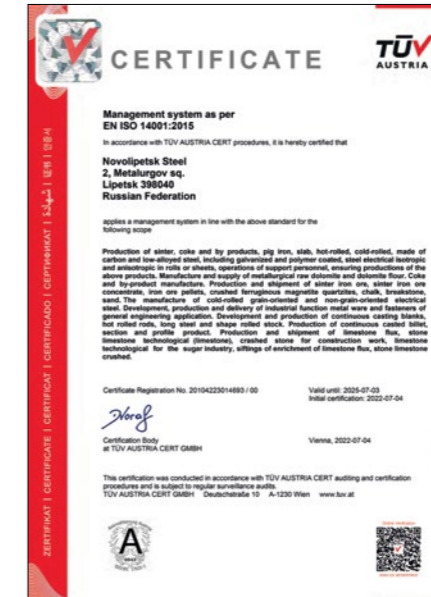 CERTIFICATE
TÜV
AUSTRIA
Management system as per
EN ISO 14001:2015
In accordance with TÜV AUSTRIA CERT procedures, it is hereby certified that
Novolipetsk Steel
2, Metalurgov sq.
Lipetsk 398040
Russian Federation
applies a management system in line with the above standard for the
following scope
Production of sinter, coke and by products, pig iron, slab, hot-rolled, cold-rolled, made of
carbon and low-alloyed steel, including galvanized and polymer coated, steel electrical isotropic
and anisotropic in rolls or sheets, operations of support personnel, ensuring productions of the
above products. Manufacture and supply of metallurgical raw dolomite and dolomite flour. Coke
and by-product manufacture. Production and shipment of sinter iron ore, sinter iron ore
concentrate, iron ore pellets, crushed ferruginous magnetite quartzites, chalk, breakstone,
sand. The manufacture of cold-rolled grain-oriented and non-grain-oriented electrical
steel. Development, production and delivery of industrial function metal ware and fasteners of
general engineering application. Development and production of continuous casting blanks,
hot rolled rods, long steel and shape rolled stock. Production of continuous casted billet,
section and profile product. Production and shipment of limestone flux, stone
limestone technological (limestone), crashed stone for construction work, limestone
technological for the sugar industry, siftings of enrichment of limestone flux, stone limestone
crushed.
Certificate Registration No. 20104223014693 / 00
Valid until: 2025-07-03
Initial certification: 2022-07-04
Certification Body
at TÜV AUSTRIA CERT GMBH
Vienna, 2022-07-04
This certification was conducted in accordance with TÜV AUSTRIA CERT auditing and certification
procedures and is subject to regular surveillance audits.
TÜV AUSTRIA CERT GMBH Deutschstraße 10 A-1230 Wien www.tuv.at
ZERTIFIKAT | CERTIFICATE | CERTIFICAT | CERTIFICADO | СЕРТИФИКАТ | شهادة | 证书 | 인증서